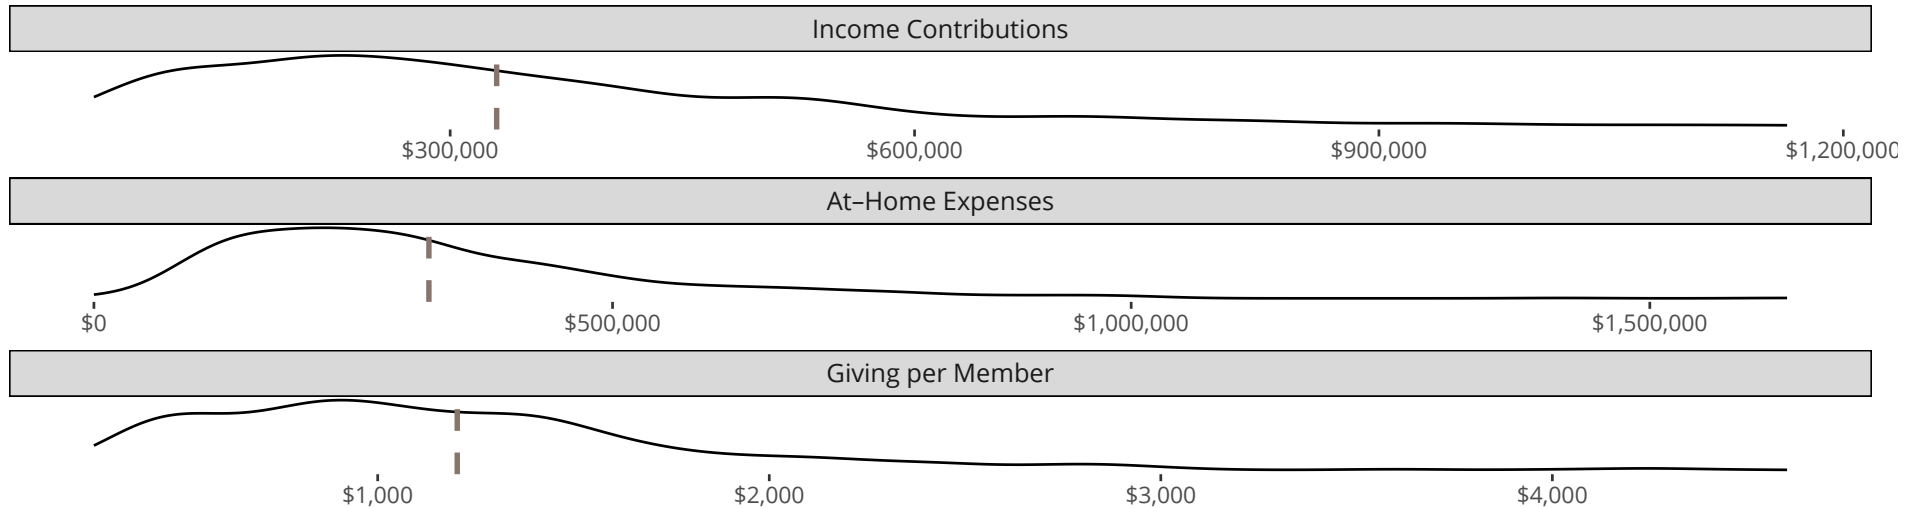 Income Contributions
$300,000 $600,000 $900,000 $1,200,000
At–Home Expenses
$0 $500,000 $1,000,000 $1,500,000
Giving per Member
$1,000 $2,000 $3,000 $4,000